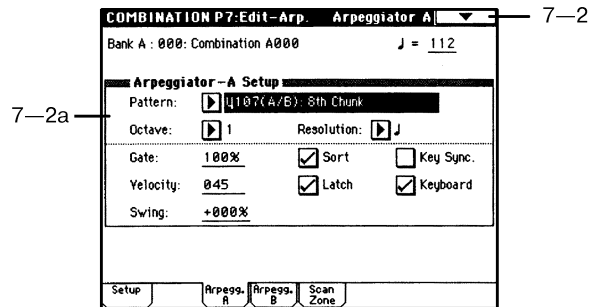 COMBINATION P7:Edit-Arp. Arpeggiator A
7—2
Bank A : 000: Combination A000 ♩ = 112
Arpeggiator-A Setup
7—2a
Pattern: U107(A/B): 8th Chunk
Octave: 1 Resolution: ♩
Gate: 100% Sort Key Sync.
Velocity: 045 Latch Keyboard
Swing: +000%
Setup Arpegg. A Arpegg. B Scan Zone